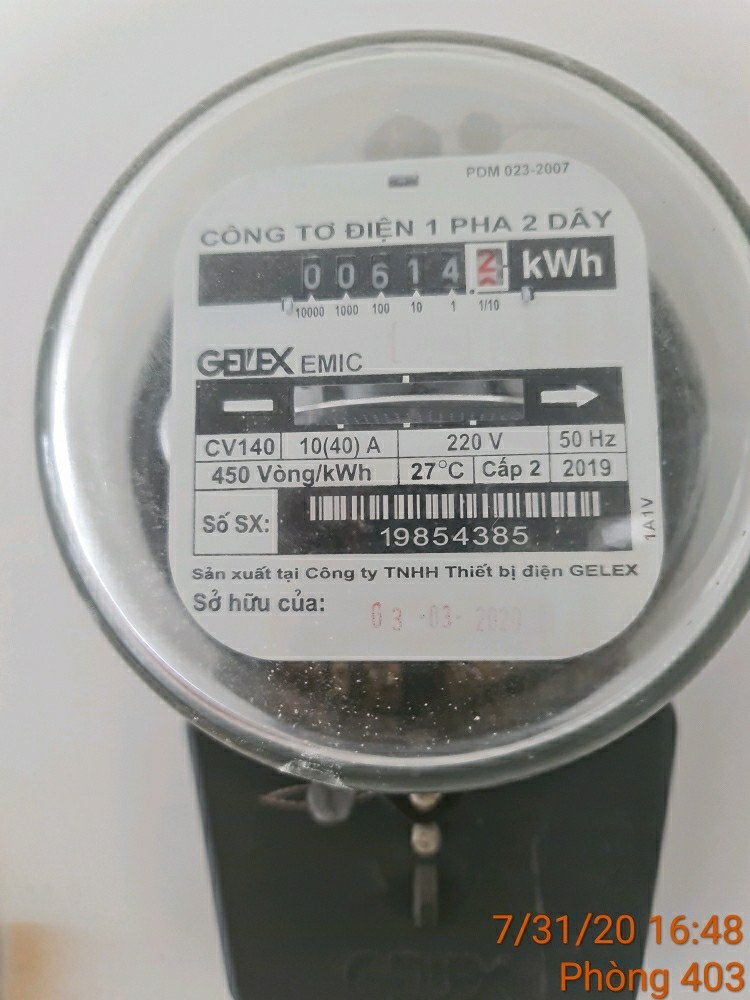 PDM 023-2007
CÔNG TƠ ĐIỆN 1 PHA 2 DÂY
0 0 6 1 4 2 kWh
10000 1000 100 10 1 1/10
GELEX EMIC
CV140 10(40) A 220 V 50 Hz
450 Vòng/kWh 27°C Cấp 2 2019
Số SX: 19854385
1A1V
Sản xuất tại Công ty TNHH Thiết bị điện GELEX
Sở hữu của: 03 -03- 2020
GELEX
7/31/20 16:48
Phòng 403